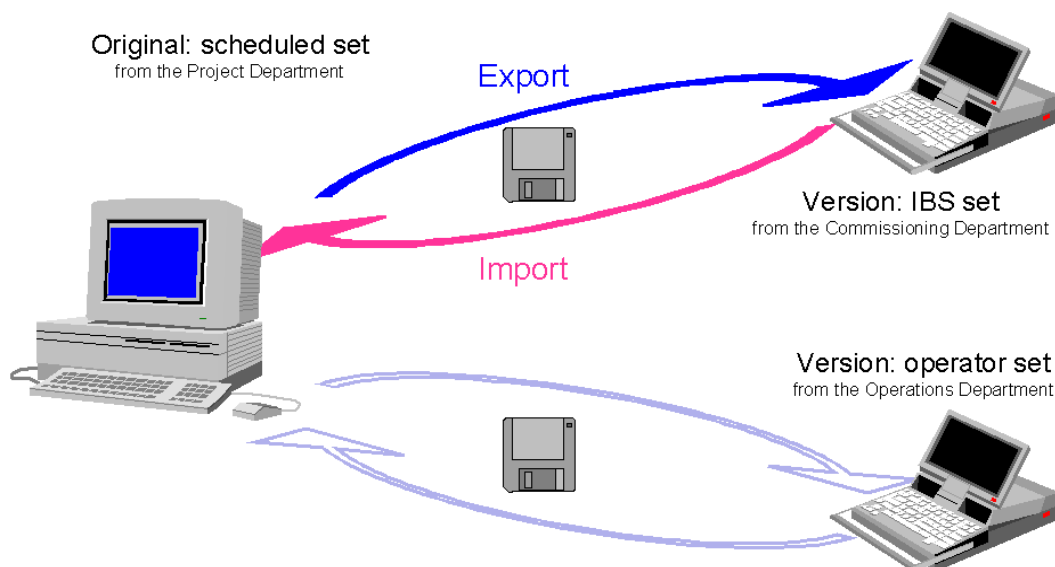 Original: scheduled set
from the Project Department
Export
Version: IBS set
from the Commissioning Department
Import
Version: operator set
from the Operations Department